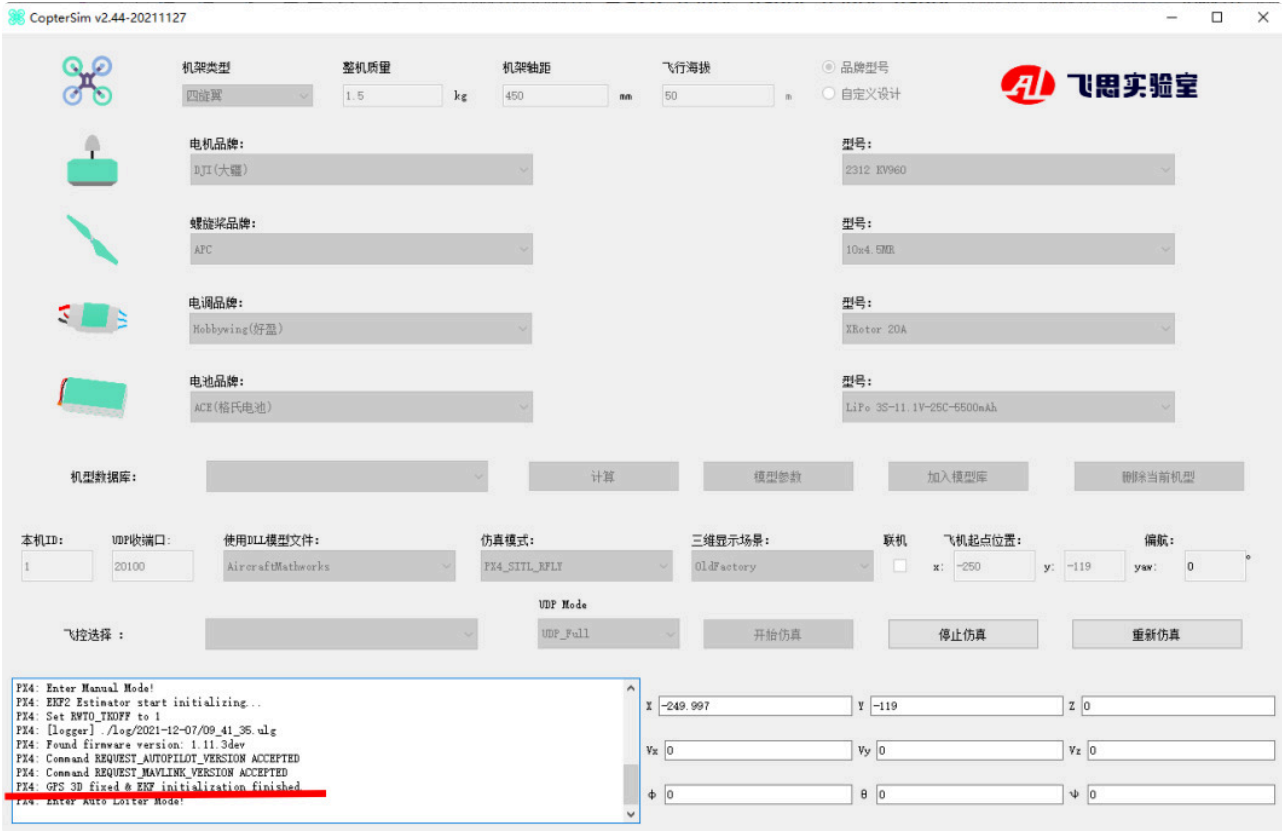 CopterSim v2.44-20211127
机架类型 整机质量 机架轴距 飞行海拔 品牌型号
四旋翼 1.5 kg 450 mm 50 m 自定义设计
飞思实验室
电机品牌: 型号:
DJI(大疆) 2312 KV960
螺旋桨品牌: 型号:
APC 10x4.5MR
电调品牌: 型号:
Hobbywing(好盈) XRotor 20A
电池品牌: 型号:
ACE(格氏电池) LiPo 3S-11.1V-25C-5500mAh
机型数据库: 计算 模型参数 加入模型库 删除当前机型
本机ID: UDP收端口: 使用DLL模型文件: 仿真模式: 三维显示场景: 联机 飞机起点位置: 偏航:
1 20100 AircraftMathworks PX4_SITL_RFLY OldFactory x: -250 y: -119 yaw: 0 °
UDP Mode
飞控选择 : UDP_Full 开始仿真 停止仿真 重新仿真
PX4: Enter Manual Mode!
PX4: EKF2 Estimator start initializing...
PX4: Set RWTO_TKOFF to 1
PX4: [logger] ./log/2021-12-07/09_41_35.ulg
PX4: Found firmware version: 1.11.3dev
PX4: Command REQUEST_AUTOPILOT_VERSION ACCEPTED
PX4: Command REQUEST_MAVLINK_VERSION ACCEPTED
PX4: GPS 3D fixed & EKF initialization finished
PX4: Enter Auto Loiter Mode!
X -249.997 Y -119 Z 0
Vx 0 Vy 0 Vz 0
Φ 0 θ 0 Ψ 0